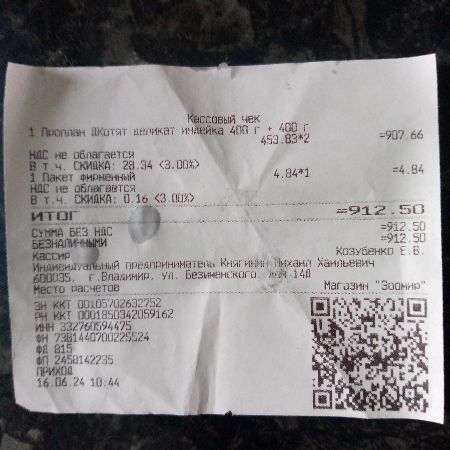 Кассовый чек
1 Проплан ДКотят деликат индейка 400 г + 400 г
453.83*2 =907.66
НДС не облагается
В т.ч. СКИДКА: 28.34 <3.00%>
1 Пакет фирменный 4.84*1 =4.84
НДС не облагается
В т.ч. СКИДКА: 0.16 <3.00%>
ИТОГ =912.50
СУММА БЕЗ НДС =912.50
БЕЗНАЛИЧНЫМИ =912.50
Кассир Козубенко Е.В.
Индивидуальный предприниматель Княгинин Михаил Хаильевич
600035, г.Владимир, ул. Безыменского, дом 14Д
Место расчетов Магазин "Зоомир"
ЗН ККТ 00105702632752
РН ККТ 0001850342059162
ИНН 332760594475
ФН 7381440700225524
ФД 815
ФП 2458142235
ПРИХОД
16.06.24 10:44